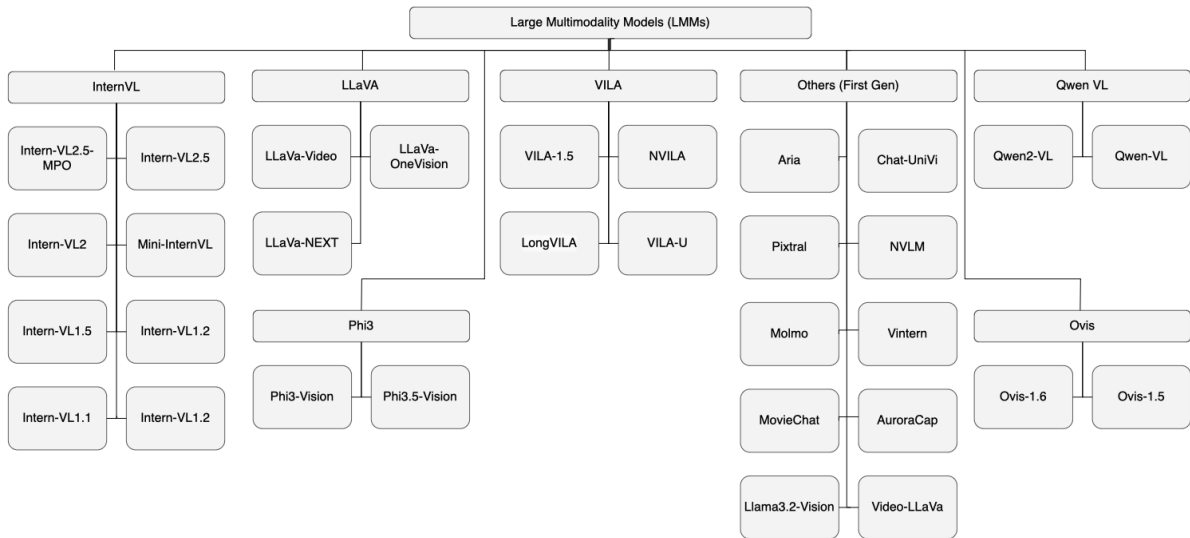 Large Multimodality Models (LMMs)
InternVL
LLaVA
VILA
Others (First Gen)
Qwen VL
Intern-VL2.5-
MPO
Intern-VL2.5
Intern-VL2
Mini-InternVL
Intern-VL1.5
Intern-VL1.2
Intern-VL1.1
Intern-VL1.2
LLaVa-Video
LLaVa-
OneVision
LLaVa-NEXT
Phi3
Phi3-Vision
Phi3.5-Vision
VILA-1.5
NVILA
LongVILA
VILA-U
Aria
Chat-UniVi
Pixtral
NVLM
Molmo
Vintern
MovieChat
AuroraCap
Llama3.2-Vision
Video-LLaVa
Qwen2-VL
Qwen-VL
Ovis
Ovis-1.6
Ovis-1.5